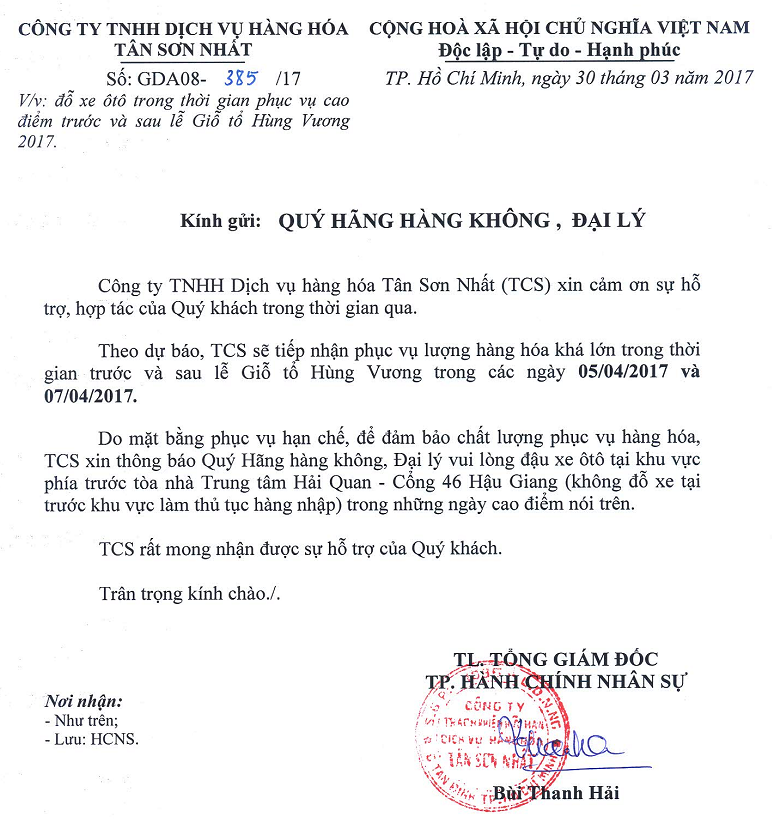 CÔNG TY TNHH DỊCH VỤ HÀNG HÓA
TÂN SƠN NHẤT
Số: GDA08- 385 /17
V/v: đỗ xe ôtô trong thời gian phục vụ cao
điểm trước và sau lễ Giỗ tổ Hùng Vương
2017.
CỘNG HOÀ XÃ HỘI CHỦ NGHĨA VIỆT NAM
Độc lập - Tự do - Hạnh phúc
TP. Hồ Chí Minh, ngày 30 tháng 03 năm 2017
Kính gửi: QUÝ HÃNG HÀNG KHÔNG , ĐẠI LÝ
Công ty TNHH Dịch vụ hàng hóa Tân Sơn Nhất (TCS) xin cảm ơn sự hỗ
trợ, hợp tác của Quý khách trong thời gian qua.
Theo dự báo, TCS sẽ tiếp nhận phục vụ lượng hàng hóa khá lớn trong thời
gian trước và sau lễ Giỗ tổ Hùng Vương trong các ngày 05/04/2017 và
07/04/2017.
Do mặt bằng phục vụ hạn chế, để đảm bảo chất lượng phục vụ hàng hóa,
TCS xin thông báo Quý Hãng hàng không, Đại lý vui lòng đậu xe ôtô tại khu vực
phía trước tòa nhà Trung tâm Hải Quan - Cổng 46 Hậu Giang (không đỗ xe tại
trước khu vực làm thủ tục hàng nhập) trong những ngày cao điểm nói trên.
TCS rất mong nhận được sự hỗ trợ của Quý khách.
Trân trọng kính chào./.
Nơi nhận:
- Như trên;
- Lưu: HCNS.
TL. TỔNG GIÁM ĐỐC
TP. HÀNH CHÍNH NHÂN SỰ
CÔNG TY
TRÁCH NHIỆM HỮU HẠN
DỊCH VỤ HÀNG HÓA
TÂN SƠN NHẤT
Bùi Thanh Hải